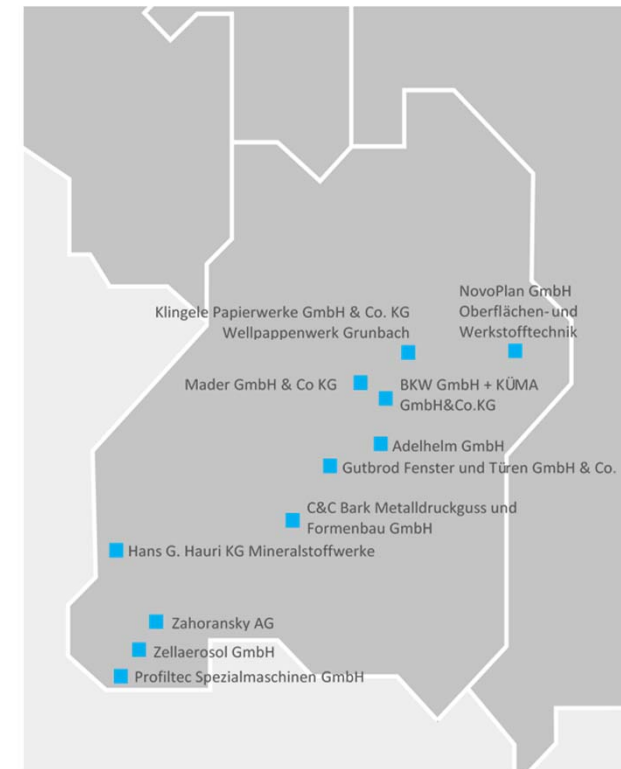 NovoPlan GmbH
Oberflächen- und
Werkstofftechnik
Klingele Papierwerke GmbH & Co. KG
Wellpappenwerk Grunbach
Mader GmbH & Co KG
BKW GmbH + KÜMA
GmbH&Co.KG
Adelhelm GmbH
Gutbrod Fenster und Türen GmbH & Co.
C&C Bark Metalldruckguss und
Formenbau GmbH
Hans G. Hauri KG Mineralstoffwerke
Zahoransky AG
Zellaerosol GmbH
Profiltec Spezialmaschinen GmbH